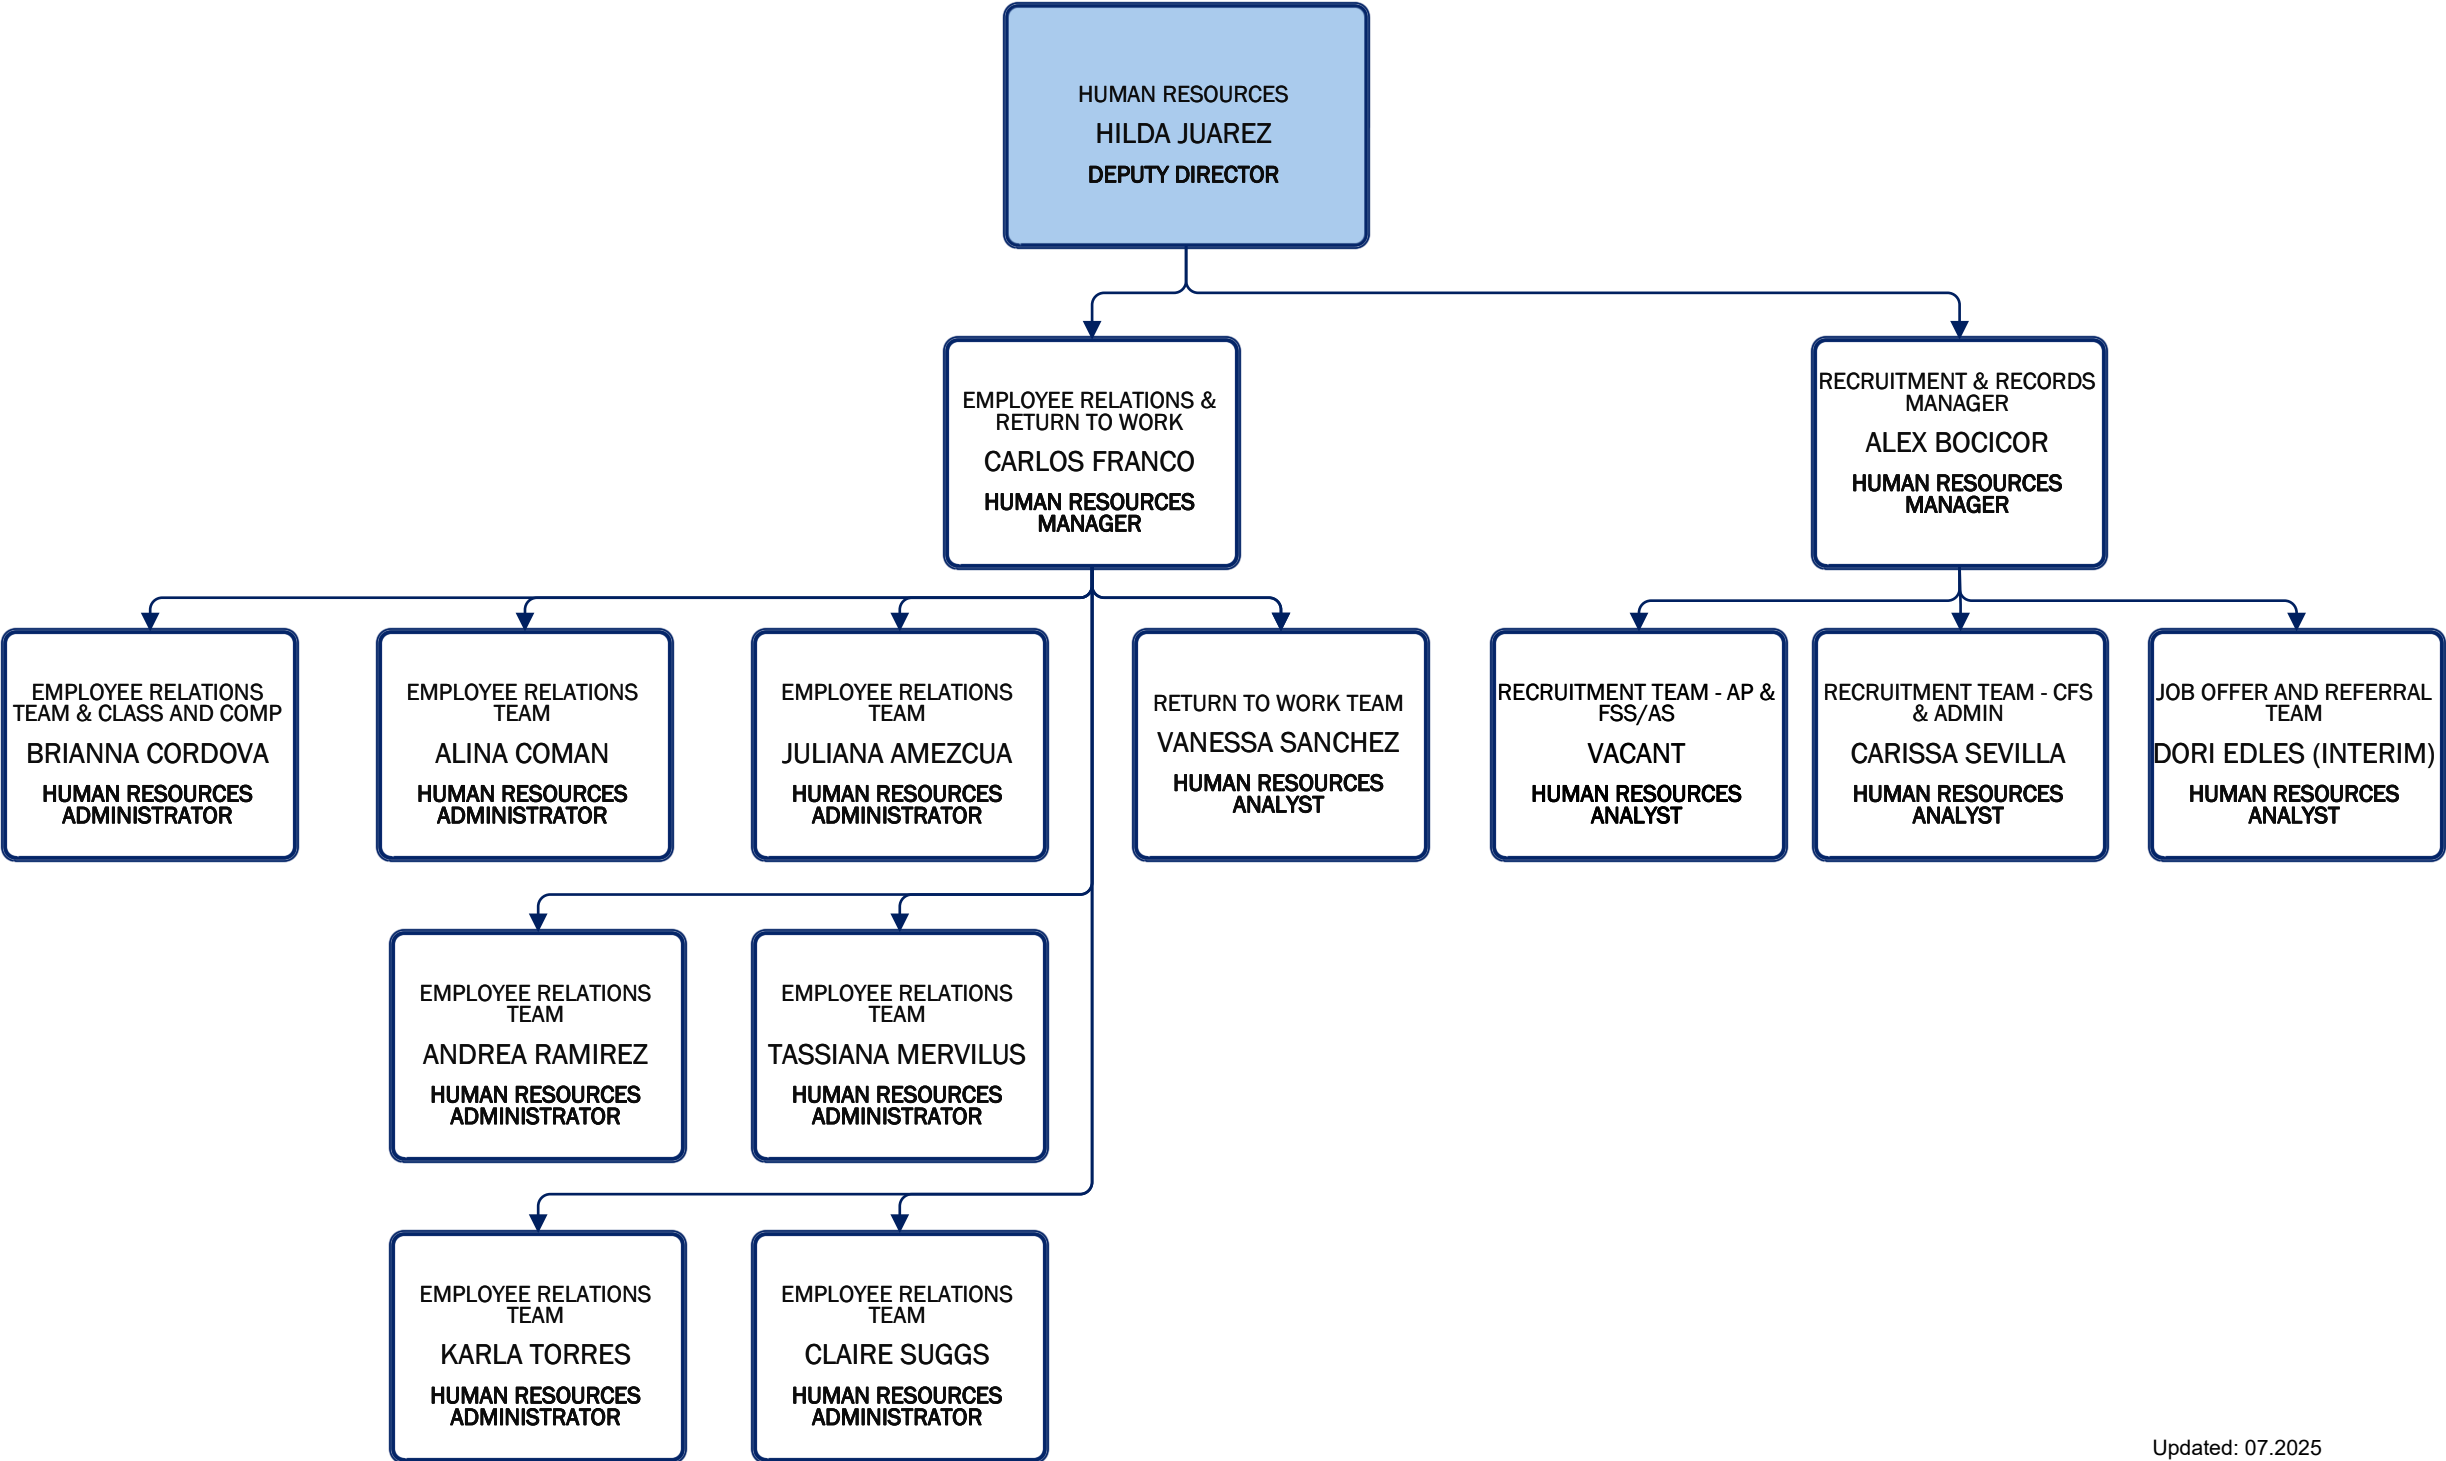 HUMAN RESOURCES
HILDA JUAREZ
DEPUTY DIRECTOR
EMPLOYEE RELATIONS &
RETURN TO WORK
CARLOS FRANCO
HUMAN RESOURCES
MANAGER
RECRUITMENT & RECORDS
MANAGER
ALEX BOCICOR
HUMAN RESOURCES
MANAGER
EMPLOYEE RELATIONS
TEAM & CLASS AND COMP
BRIANNA CORDOVA
HUMAN RESOURCES
ADMINISTRATOR
EMPLOYEE RELATIONS
TEAM
ALINA COMAN
HUMAN RESOURCES
ADMINISTRATOR
EMPLOYEE RELATIONS
TEAM
JULIANA AMEZCUA
HUMAN RESOURCES
ADMINISTRATOR
RETURN TO WORK TEAM
VANESSA SANCHEZ
HUMAN RESOURCES
ANALYST
RECRUITMENT TEAM - AP &
FSS/AS
VACANT
HUMAN RESOURCES
ANALYST
RECRUITMENT TEAM - CFS
& ADMIN
CARISSA SEVILLA
HUMAN RESOURCES
ANALYST
JOB OFFER AND REFERRAL
TEAM
DORI EDLES (INTERIM)
HUMAN RESOURCES
ANALYST
EMPLOYEE RELATIONS
TEAM
ANDREA RAMIREZ
HUMAN RESOURCES
ADMINISTRATOR
EMPLOYEE RELATIONS
TEAM
TASSIANA MERVILUS
HUMAN RESOURCES
ADMINISTRATOR
EMPLOYEE RELATIONS
TEAM
KARLA TORRES
HUMAN RESOURCES
ADMINISTRATOR
EMPLOYEE RELATIONS
TEAM
CLAIRE SUGGS
HUMAN RESOURCES
ADMINISTRATOR
Updated: 07.2025